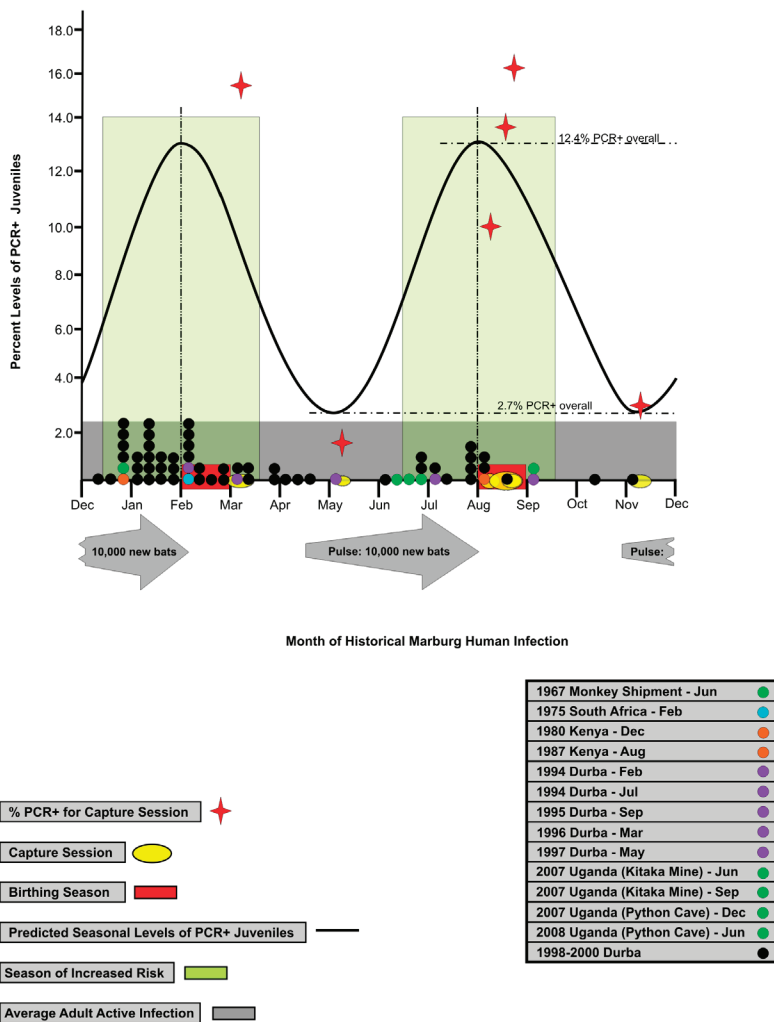 18.0
16.0
14.0
12.0
10.0
8.0
6.0
4.0
2.0
Percent Levels of PCR+ Juveniles
12.4% PCR+ overall
2.7% PCR+ overall
Dec Jan Feb Mar Apr May Jun Jul Aug Sep Oct Nov Dec
10,000 new bats
Pulse: 10,000 new bats
Pulse:
Month of Historical Marburg Human Infection
1967 Monkey Shipment - Jun
1975 South Africa - Feb
1980 Kenya - Dec
1987 Kenya - Aug
1994 Durba - Feb
1994 Durba - Jul
1995 Durba - Sep
1996 Durba - Mar
1997 Durba - May
2007 Uganda (Kitaka Mine) - Jun
2007 Uganda (Kitaka Mine) - Sep
2007 Uganda (Python Cave) - Dec
2008 Uganda (Python Cave) - Jun
1998-2000 Durba
% PCR+ for Capture Session
Capture Session
Birthing Season
Predicted Seasonal Levels of PCR+ Juveniles
Season of Increased Risk
Average Adult Active Infection